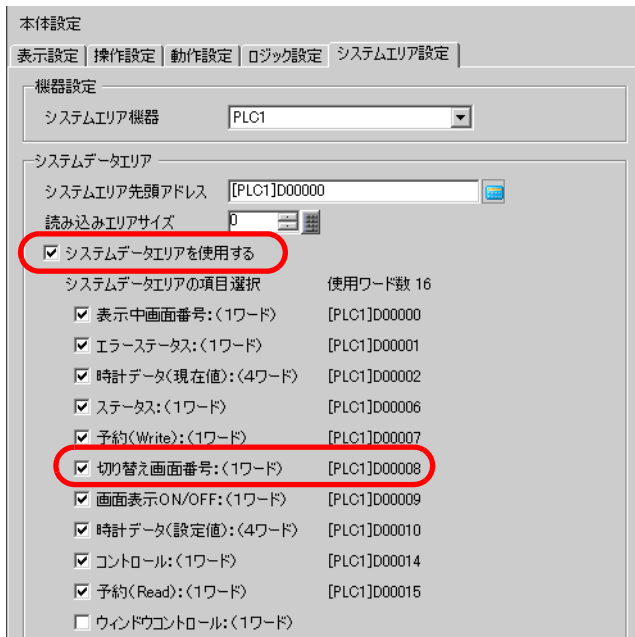 本体設定
表示設定 操作設定 動作設定 ロジック設定 システムエリア設定
機器設定
システムエリア機器 PLC1
システムデータエリア
システムエリア先頭アドレス [PLC1]D00000
読み込みエリアサイズ 0
システムデータエリアを使用する
システムデータエリアの項目選択 使用ワード数 16
表示中画面番号:(1ワード) [PLC1]D00000
エラーステータス:(1ワード) [PLC1]D00001
時計データ(現在値):(4ワード) [PLC1]D00002
ステータス:(1ワード) [PLC1]D00006
予約(Write):(1ワード) [PLC1]D00007
切り替え画面番号:(1ワード) [PLC1]D00008
画面表示ON/OFF:(1ワード) [PLC1]D00009
時計データ(設定値):(4ワード) [PLC1]D00010
コントロール:(1ワード) [PLC1]D00014
予約(Read):(1ワード) [PLC1]D00015
ウィンドウコントロール:(1ワード)